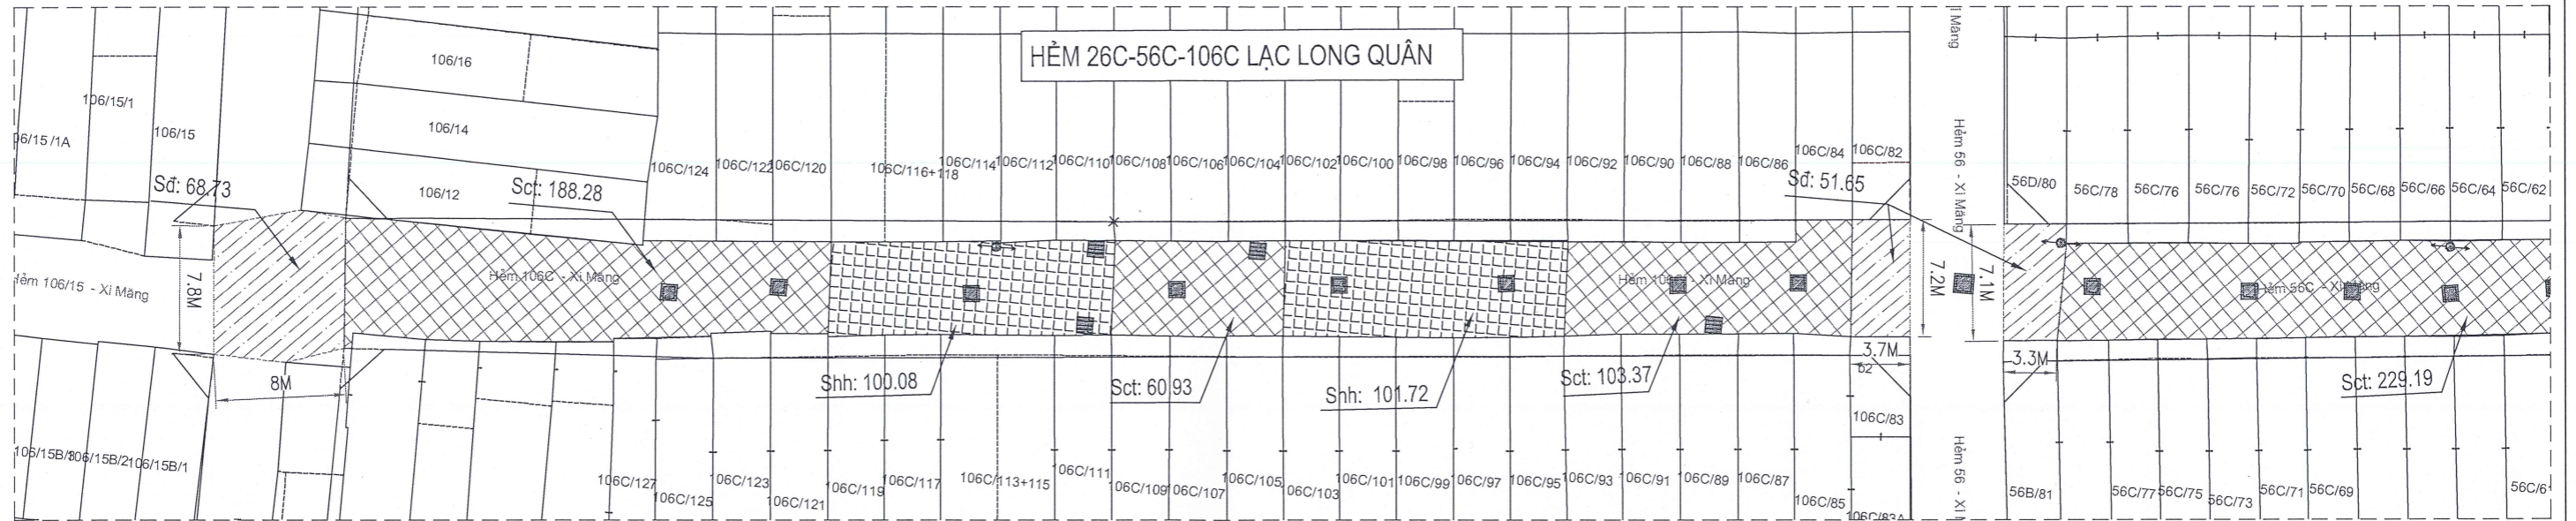 HẺM 26C-56C-106C LẠC LONG QUÂN
106/16
106/15/1
106/14
106/15
106/12
106C/124
106C/122
106C/120
106C/116+118
106C/114
106C/112
106C/110
106C/108
106C/106
106C/104
106C/102
106C/100
106C/98
106C/96
106C/94
106C/92
106C/90
106C/88
106C/86
106C/84
106C/82
Sđ: 68.73
Sct: 188.28
Sđ: 51.65
Hẻm 56 - Xi Măng
56D/80
56C/78
56C/76
56C/76
56C/72
56C/70
56C/68
56C/66
56C/64
56C/62
Măng
- Xi Măng
7.8M
Hẻm 106C - Xi Măng
- Xi Măng
7.2M
7.1M
Hẻm 56C - Xi Măng
8M
Shh: 100.08
Sct: 60.93
Shh: 101.72
Sct: 103.37
3.7M
3.3M
Sct: 229.19
106C/83
106/15B/2
106/15B/1
106C/127
106C/125
106C/123
106C/121
106C/119
106C/117
106C/113+115
106C/111
106C/109
106C/107
106C/105
106C/103
106C/101
106C/99
106C/97
106C/95
106C/93
106C/91
106C/89
106C/87
106C/85
Hẻm 56 -
56B/81
56C/77
56C/75
56C/73
56C/71
56C/69